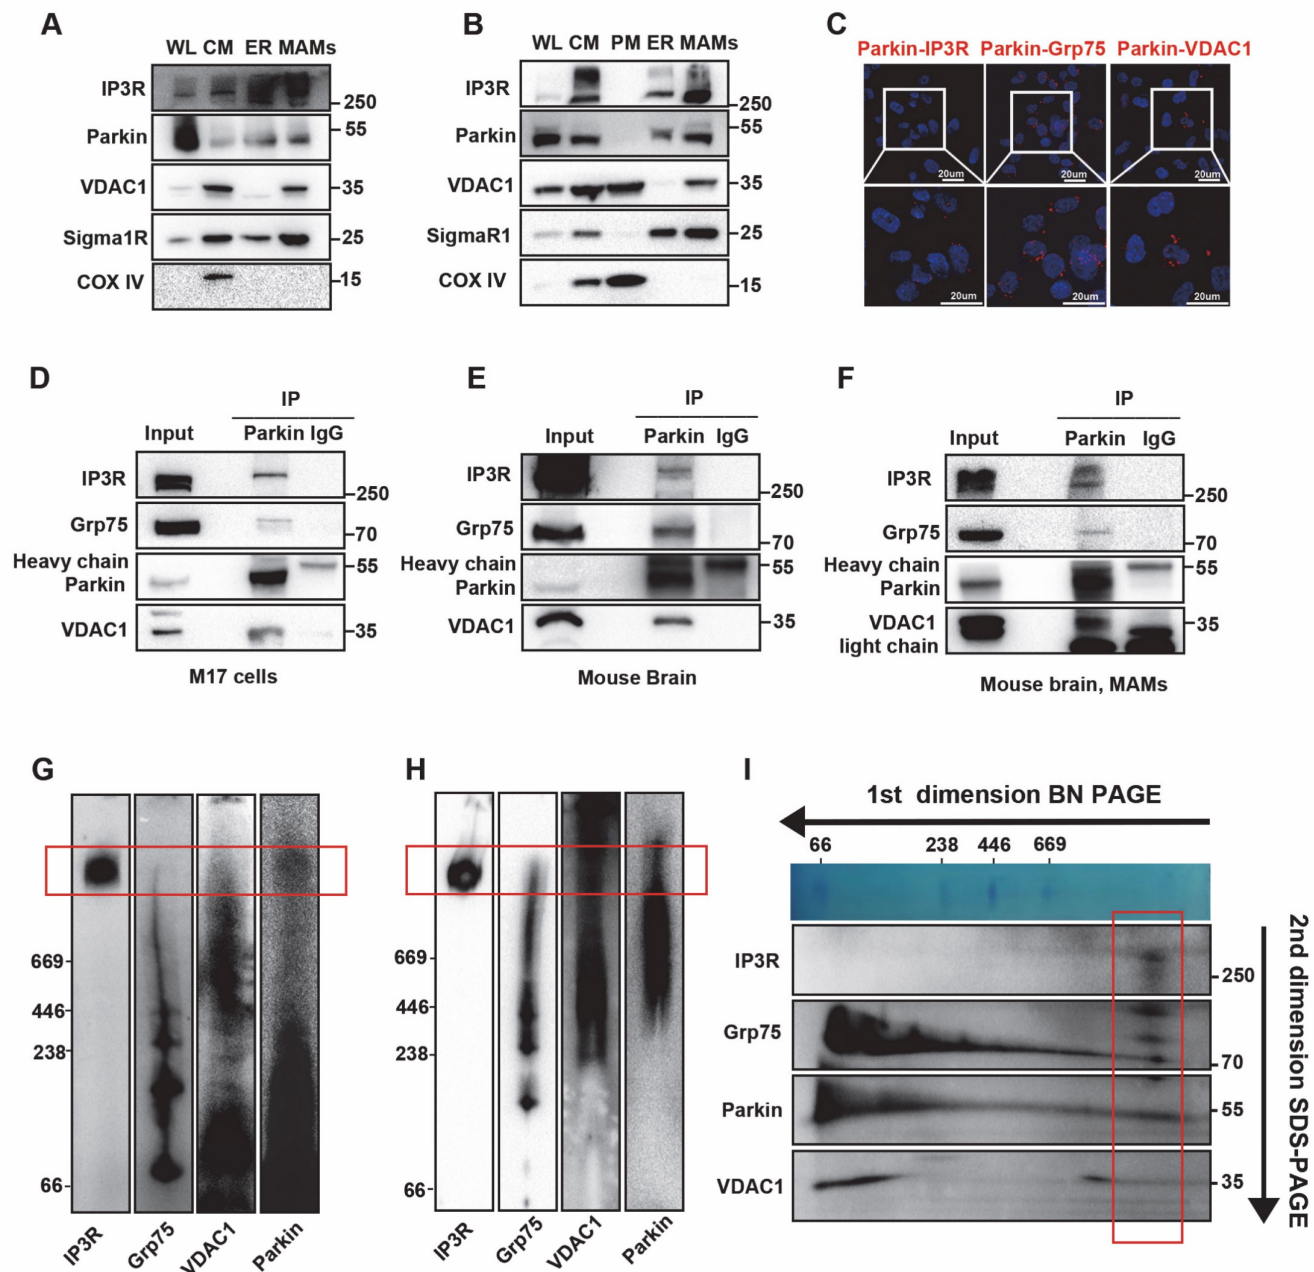 A
WL CM ER MAMs
IP3R
250
Parkin
55
VDAC1
35
Sigma1R
25
COX IV
15
B
WL CM PM ER MAMs
IP3R
250
Parkin
55
VDAC1
35
SigmaR1
25
COX IV
15
C
Parkin-IP3R Parkin-Grp75 Parkin-VDAC1
20um 20um 20um
20um 20um 20um
D
IP
Input Parkin IgG
IP3R
250
Grp75
70
Heavy chain
55
Parkin
VDAC1
35
M17 cells
E
IP
Input Parkin IgG
IP3R
250
Grp75
70
Heavy chain
55
Parkin
VDAC1
35
Mouse Brain
F
IP
Input Parkin IgG
IP3R
250
Grp75
70
Heavy chain
55
Parkin
VDAC1
35
light chain
Mouse brain, MAMs
G
669
446
238
66
IP3R Grp75 VDAC1 Parkin
H
669
446
238
66
IP3R Grp75 VDAC1 Parkin
I
1st dimension BN PAGE
66 238 446 669
IP3R
250
Grp75
70
Parkin
55
VDAC1
35
2nd dimension SDS-PAGE